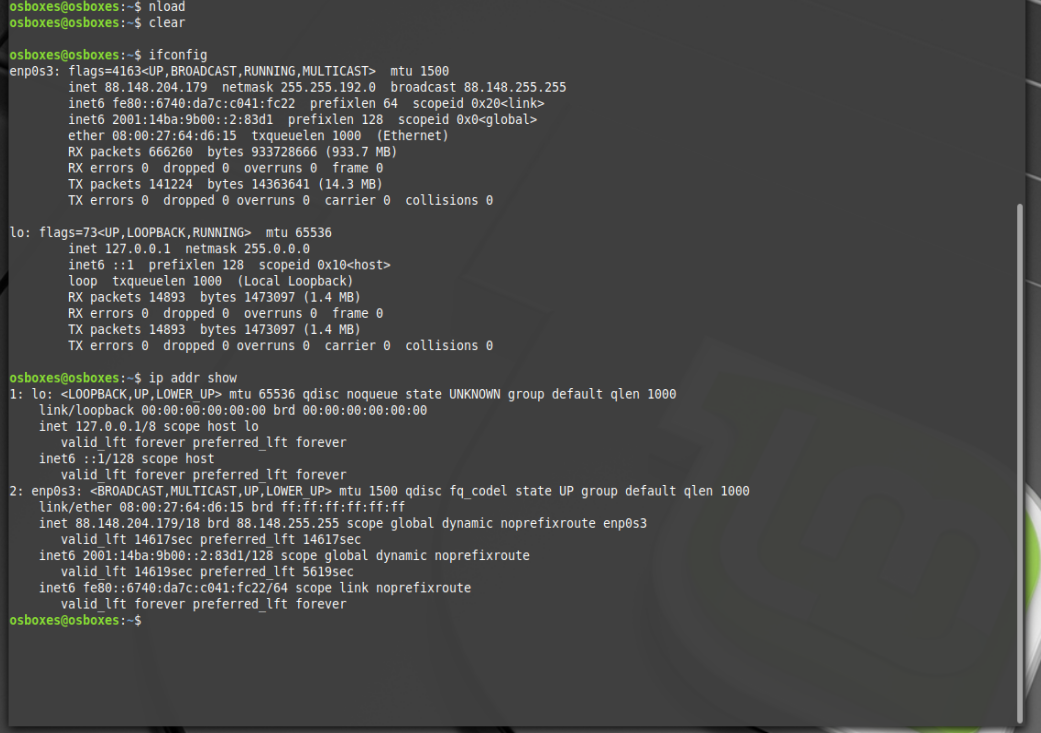 osboxes@osboxes:~$ nload
osboxes@osboxes:~$ clear
osboxes@osboxes:~$ ifconfig
enp0s3: flags=4163<UP,BROADCAST,RUNNING,MULTICAST>  mtu 1500
        inet 88.148.204.179  netmask 255.255.192.0  broadcast 88.148.255.255
        inet6 fe80::6740:da7c:c041:fc22  prefixlen 64  scopeid 0x20<link>
        inet6 2001:14ba:9b00::2:83d1  prefixlen 128  scopeid 0x0<global>
        ether 08:00:27:64:d6:15  txqueuelen 1000  (Ethernet)
        RX packets 666260  bytes 933728666 (933.7 MB)
        RX errors 0  dropped 0  overruns 0  frame 0
        TX packets 141224  bytes 14363641 (14.3 MB)
        TX errors 0  dropped 0 overruns 0  carrier 0  collisions 0
lo: flags=73<UP,LOOPBACK,RUNNING>  mtu 65536
        inet 127.0.0.1  netmask 255.0.0.0
        inet6 ::1  prefixlen 128  scopeid 0x10<host>
        loop  txqueuelen 1000  (Local Loopback)
        RX packets 14893  bytes 1473097 (1.4 MB)
        RX errors 0  dropped 0  overruns 0  frame 0
        TX packets 14893  bytes 1473097 (1.4 MB)
        TX errors 0  dropped 0 overruns 0  carrier 0  collisions 0
osboxes@osboxes:~$ ip addr show
1: lo: <LOOPBACK,UP,LOWER_UP> mtu 65536 qdisc noqueue state UNKNOWN group default qlen 1000
    link/loopback 00:00:00:00:00:00 brd 00:00:00:00:00:00
    inet 127.0.0.1/8 scope host lo
       valid_lft forever preferred_lft forever
    inet6 ::1/128 scope host
       valid_lft forever preferred_lft forever
2: enp0s3: <BROADCAST,MULTICAST,UP,LOWER_UP> mtu 1500 qdisc fq_codel state UP group default qlen 1000
    link/ether 08:00:27:64:d6:15 brd ff:ff:ff:ff:ff:ff
    inet 88.148.204.179/18 brd 88.148.255.255 scope global dynamic noprefixroute enp0s3
       valid_lft 14617sec preferred_lft 14617sec
    inet6 2001:14ba:9b00::2:83d1/128 scope global dynamic noprefixroute
       valid_lft 14619sec preferred_lft 5619sec
    inet6 fe80::6740:da7c:c041:fc22/64 scope link noprefixroute
       valid_lft forever preferred_lft forever
osboxes@osboxes:~$